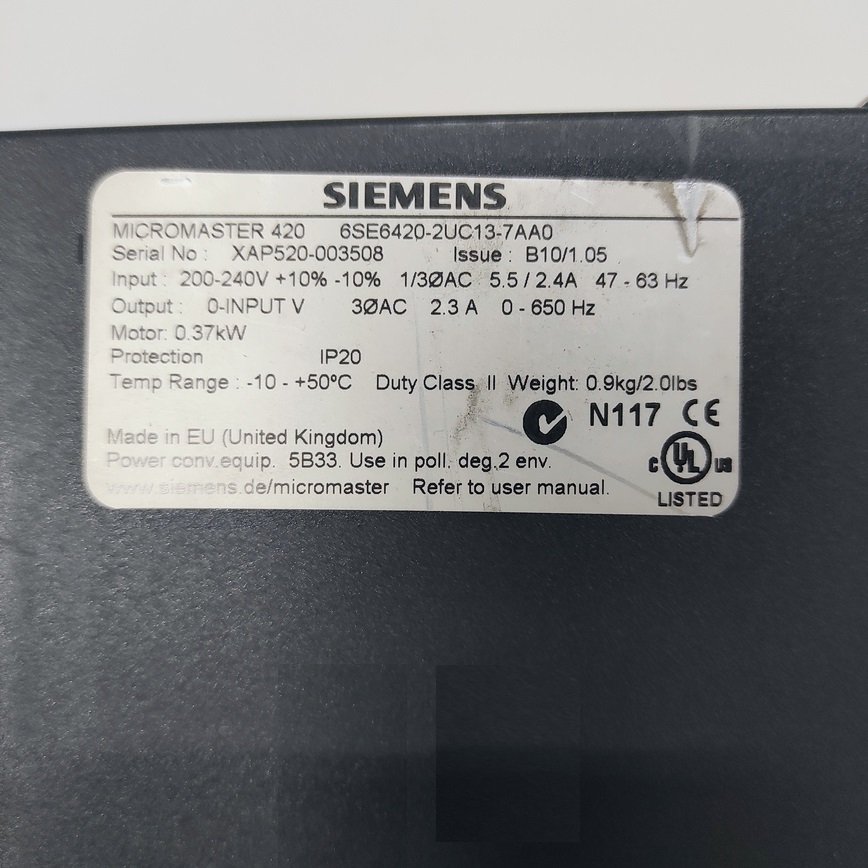 SIEMENS
MICROMASTER 420 6SE6420-2UC13-7AA0
Serial No : XAP520-003508 Issue : B10/1.05
Input : 200-240V +10% -10% 1/3ØAC 5.5 / 2.4A 47 - 63 Hz
Output : 0-INPUT V 3ØAC 2.3 A 0 - 650 Hz
Motor: 0.37kW
Protection IP20
Temp Range : -10 - +50ºC Duty Class II Weight: 0.9kg/2.0lbs
N117 CE
Made in EU (United Kingdom)
Power conv.equip. 5B33. Use in poll. deg.2 env.
C UL US
www.siemens.de/micromaster Refer to user manual.
LISTED